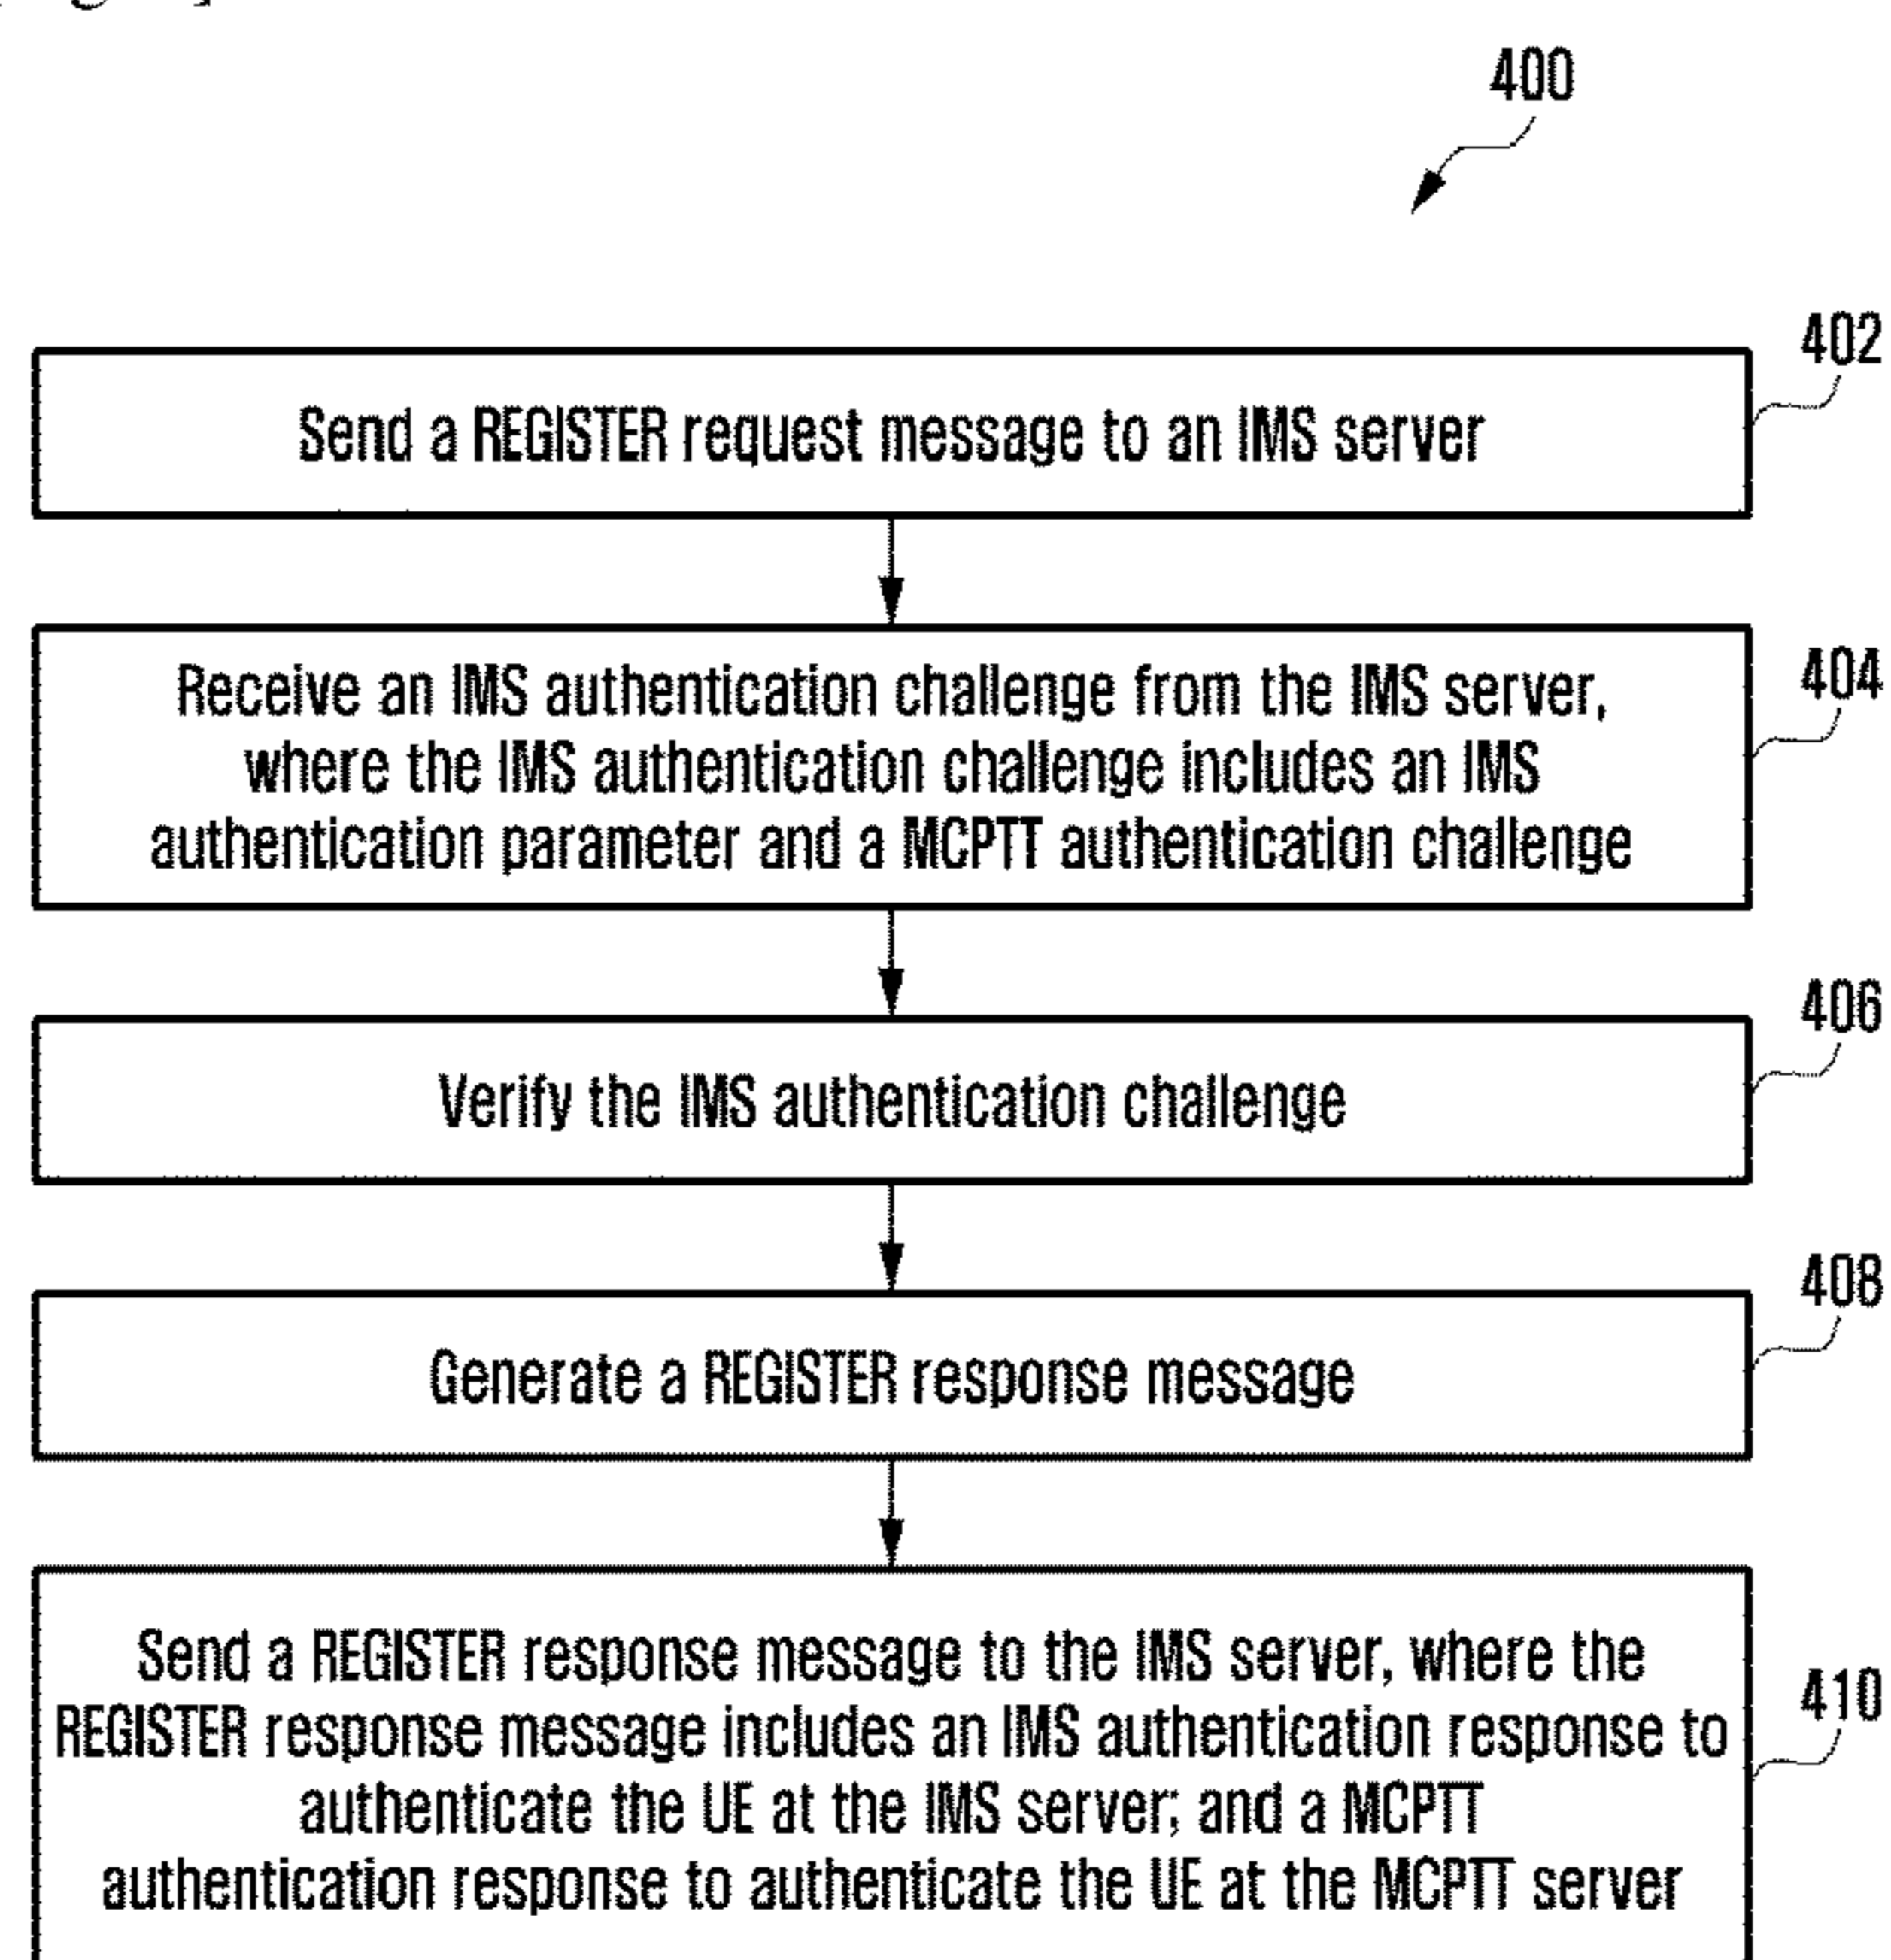 400
402
Send a REGISTER request message to an IMS server
404
Receive an IMS authentication challenge from the IMS server,
where the IMS authentication challenge includes an IMS
authentication parameter and a MCPTT authentication challenge
406
Verify the IMS authentication challenge
408
Generate a REGISTER response message
410
Send a REGISTER response message to the IMS server, where the
REGISTER response message includes an IMS authentication response to
authenticate the UE at the IMS server; and a MCPTT
authentication response to authenticate the UE at the MCPTT server